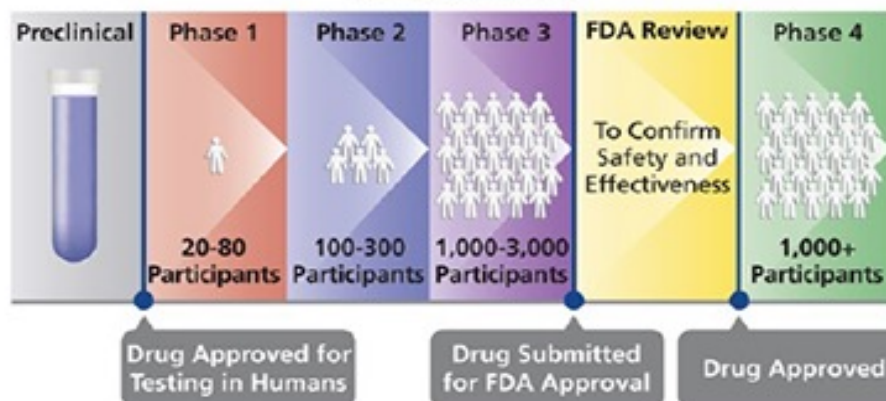 Preclinical
Phase 1
20-80
Participants
Phase 2
100-300
Participants
Phase 3
1,000-3,000
Participants
FDA Review
To Confirm
Safety and
Effectiveness
Phase 4
1,000+
Participants
Drug Approved for
Testing in Humans
Drug Submitted
for FDA Approval
Drug Approved